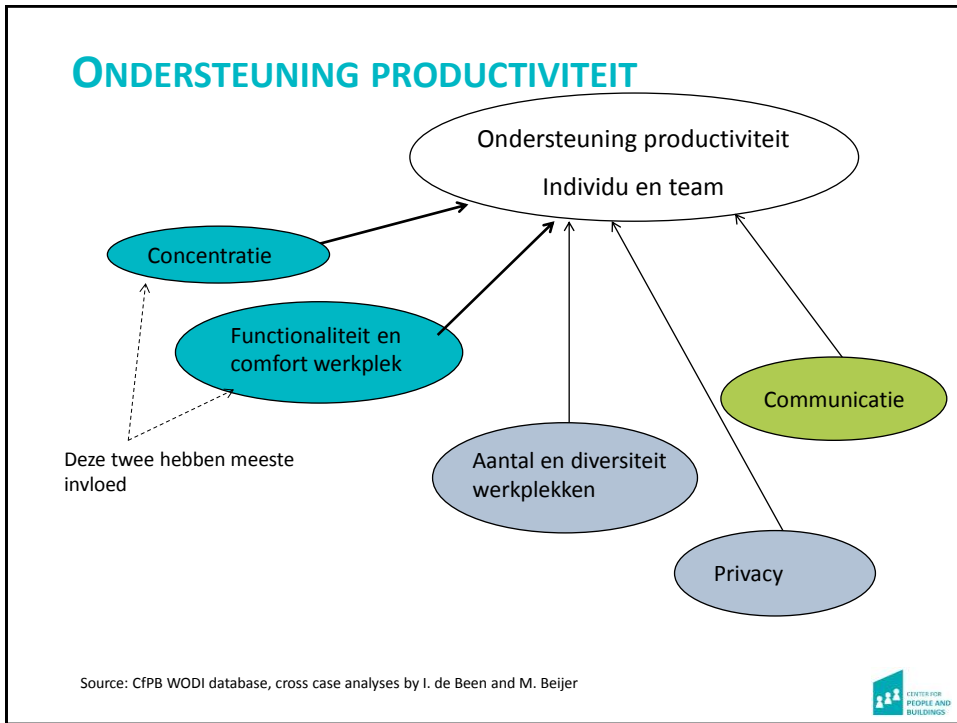 ONDERSTEUNING PRODUCTIVITEIT
Ondersteuning productiviteit
Individu en team
Concentratie
Functionaliteit en
comfort werkplek
Communicatie
Deze twee hebben meeste
invloed
Aantal en diversiteit
werkplekken
Privacy
Source: CfPB WODI database, cross case analyses by I. de Been and M. Beijer
CENTER FOR
PEOPLE AND
BUILDINGS